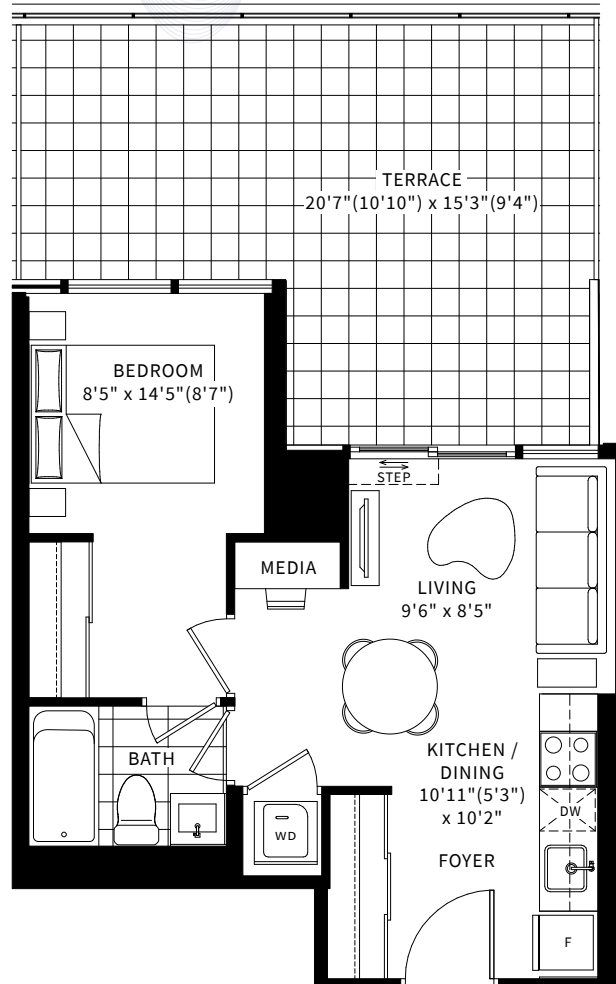 TERRACE
20'7"(10'10") x 15'3"(9'4")
BEDROOM
8'5" x 14'5"(8'7")
STEP
MEDIA
LIVING
9'6" x 8'5"
KITCHEN /
DINING
10'11"(5'3")
x 10'2"
BATH
DW
WD
FOYER
F